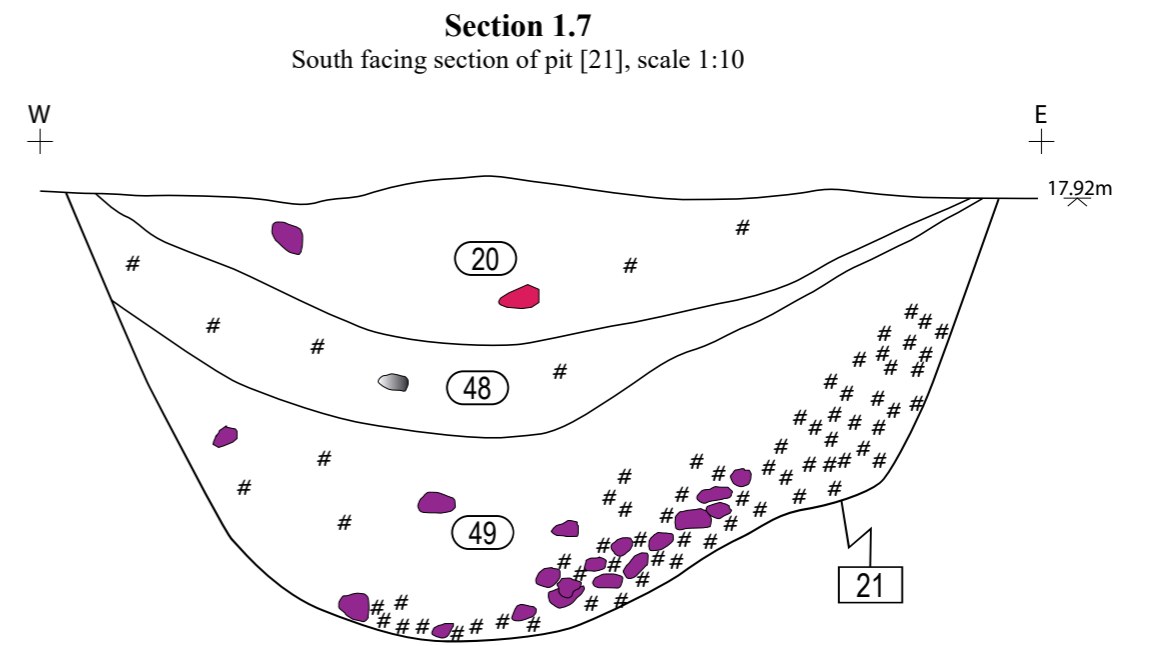 Section 1.7
South facing section of pit [21], scale 1:10
W
E
17.92m
20
48
49
21